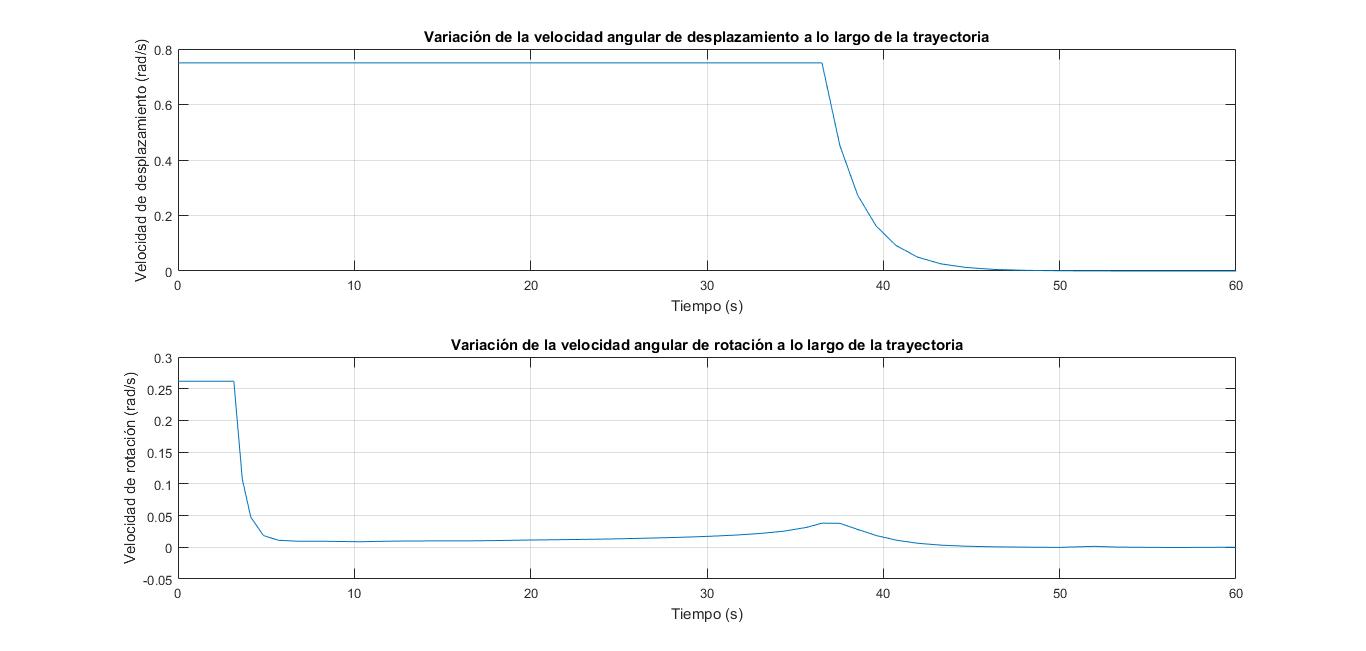 Variación de la velocidad angular de desplazamiento a lo largo de la trayectoria
Velocidad de desplazamiento (rad/s)
0.8
0.6
0.4
0.2
0
0 10 20 30 40 50 60
Tiempo (s)
Variación de la velocidad angular de rotación a lo largo de la trayectoria
Velocidad de rotación (rad/s)
0.3
0.25
0.2
0.15
0.1
0.05
0
-0.05
0 10 20 30 40 50 60
Tiempo (s)